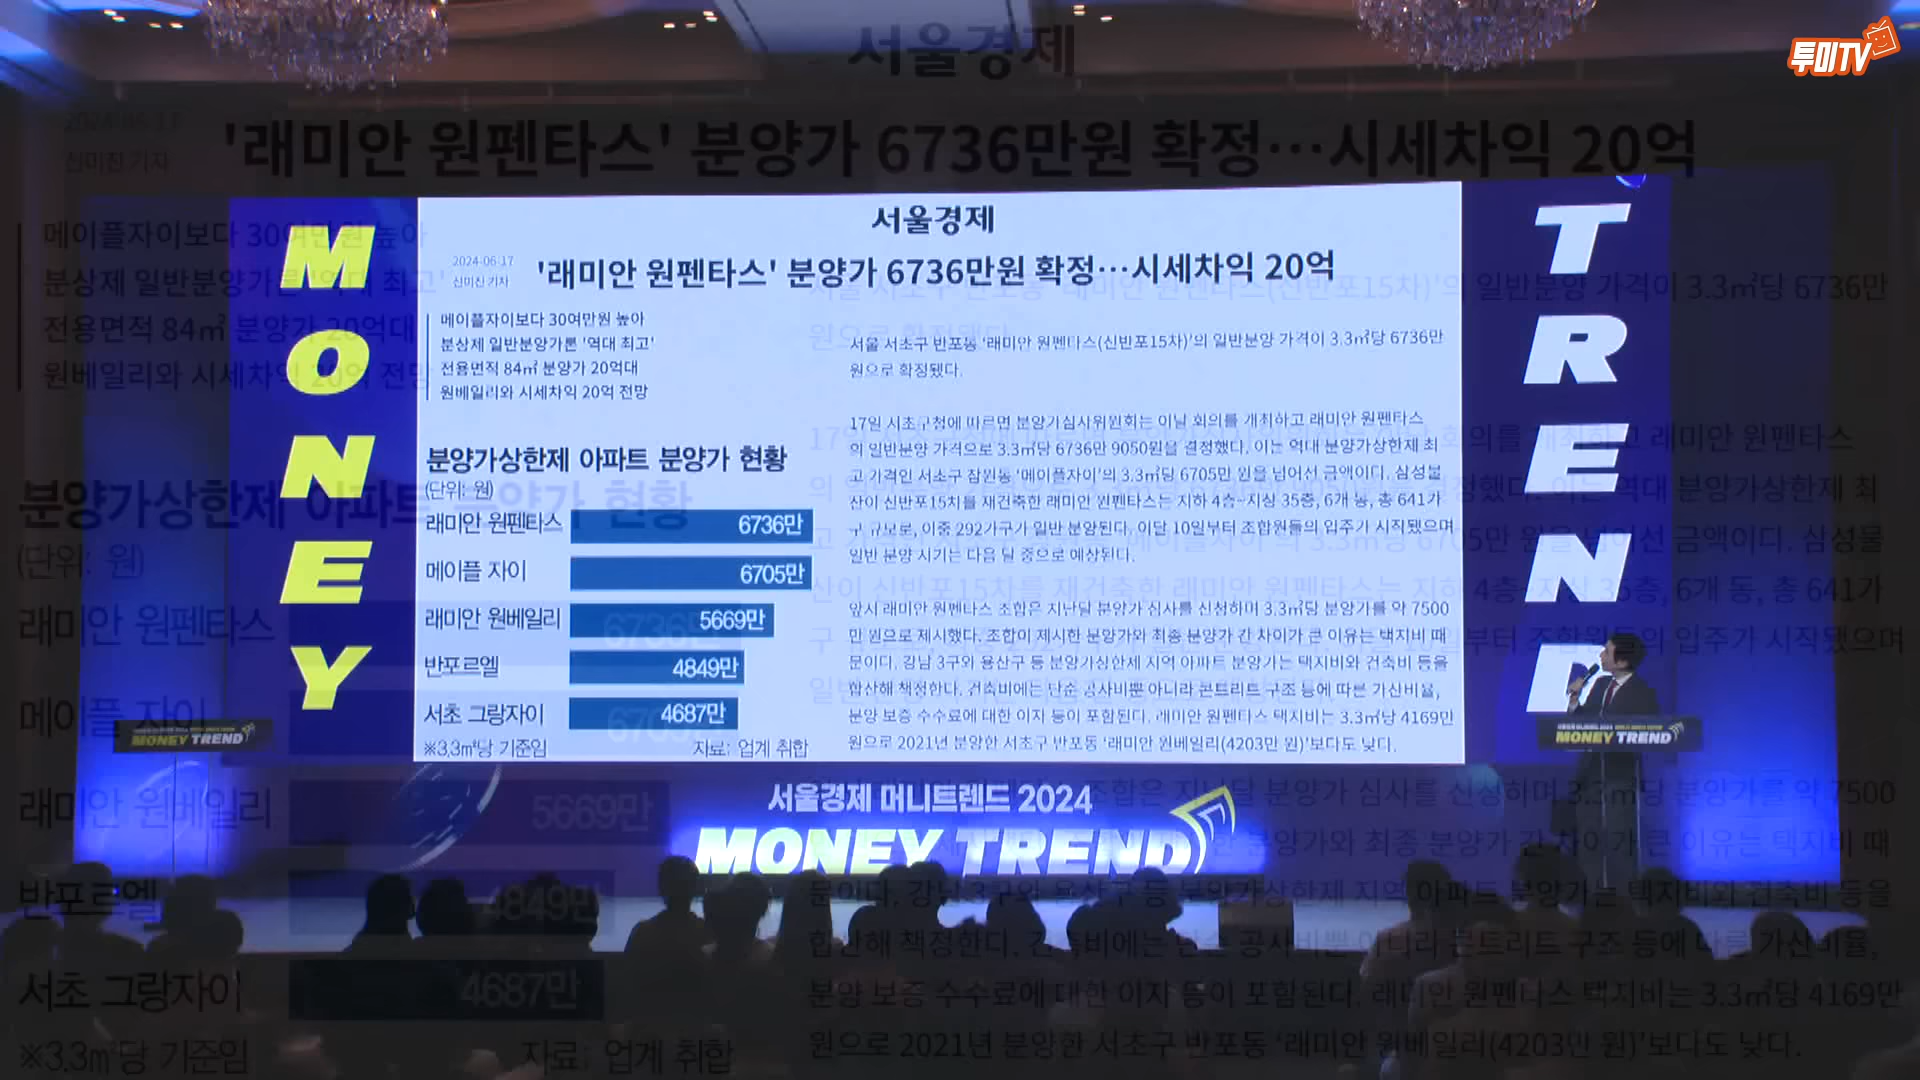 투미TV
서울경제
2024-06-17
신미진 기자
'래미안 원펜타스' 분양가 6736만원 확정…시세차익 20억
메이플자이보다 30여만원 높아
분상제 일반분양가론 '역대 최고'
전용면적 84㎡ 분양가 20억대
원베일리와 시세차익 20억 전망
분양가상한제 아파트 분양가 현황
(단위: 원)
래미안 원펜타스 6736만
메이플 자이 6705만
래미안 원베일리 5669만
반포르엘 4849만
서초 그랑자이 4687만
※3.3㎡당 기준임 자료: 업계 취합
서울 서초구 반포동 '래미안 원펜타스(신반포15차)'의 일반분양 가격이 3.3㎡당 6736만
원으로 확정됐다.
17일 서초구청에 따르면 분양가심사위원회는 이날 회의를 개최하고 래미안 원펜타스
의 일반분양 가격으로 3.3㎡당 6736만 9050원을 결정했다. 이는 역대 분양가상한제 최
고 가격인 서초구 잠원동 '메이플자이'의 3.3㎡당 6705만 원을 넘어선 금액이다. 삼성물
산이 신반포15차를 재건축한 래미안 원펜타스는 지하 4층~지상 35층, 6개 동, 총 641가
구 규모로, 이중 292가구가 일반 분양된다. 이달 10일부터 조합원들의 입주가 시작됐으며
일반 분양 시기는 다음 달 중으로 예상된다.
앞서 래미안 원펜타스 조합은 지난달 분양가 심사를 신청하며 3.3㎡당 분양가를 약 7500
만 원으로 제시했다. 조합이 제시한 분양가와 최종 분양가 간 차이가 큰 이유는 택지비 때
문이다. 강남 3구와 용산구 등 분양가상한제 지역 아파트 분양가는 택지비와 건축비 등을
합산해 책정한다. 건축비에는 단순 공사비뿐 아니라 콘트리트 구조 등에 따른 가산비율,
분양 보증 수수료에 대한 이자 등이 포함된다. 래미안 원펜타스 택지비는 3.3㎡당 4169만
원으로 2021년 분양한 서초구 반포동 '래미안 원베일리(4203만 원)'보다도 낮다.
MONEY
TREND
MONEY TREND
MONEY TREND
서울경제 머니트렌드 2024
MONEY TREND